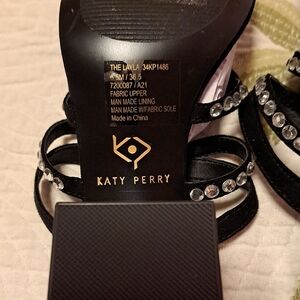 THE LAYLA 34KP1486
6.5M / 36.5
7200087 / A21
FABRIC UPPER
MAN MADE LINING
MAN MADE W/FABRIC SOLE
Made in China
KATY PERRY